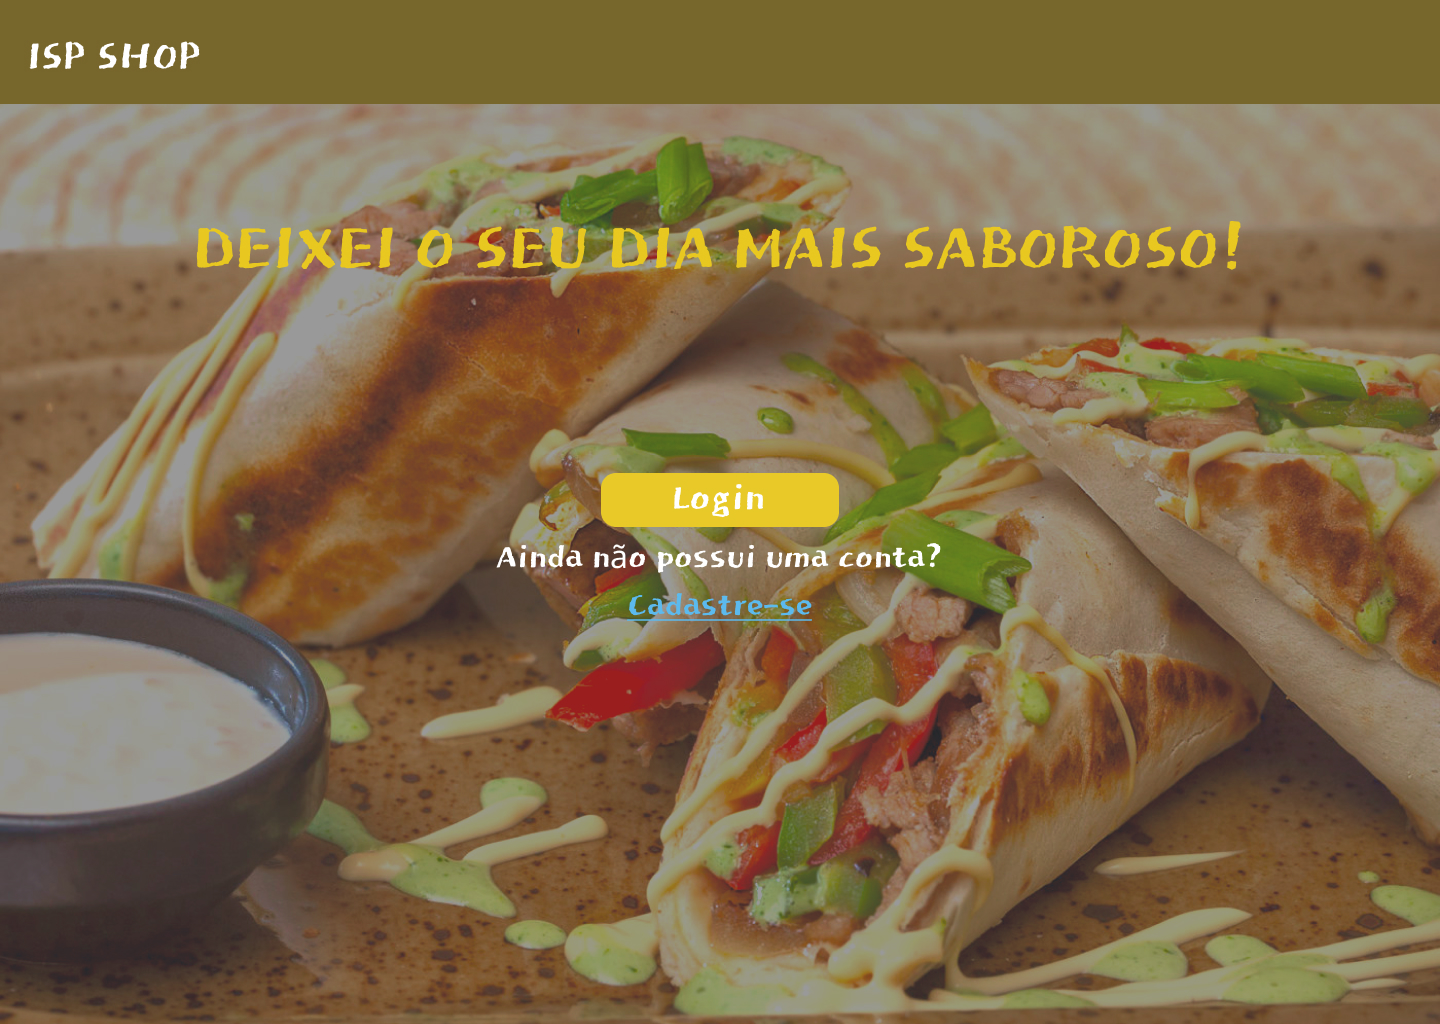 ISP SHOP
DEIXEI O SEU DIA MAIS SABOROSO!
Login
Ainda não possui uma conta?
Cadastre-se